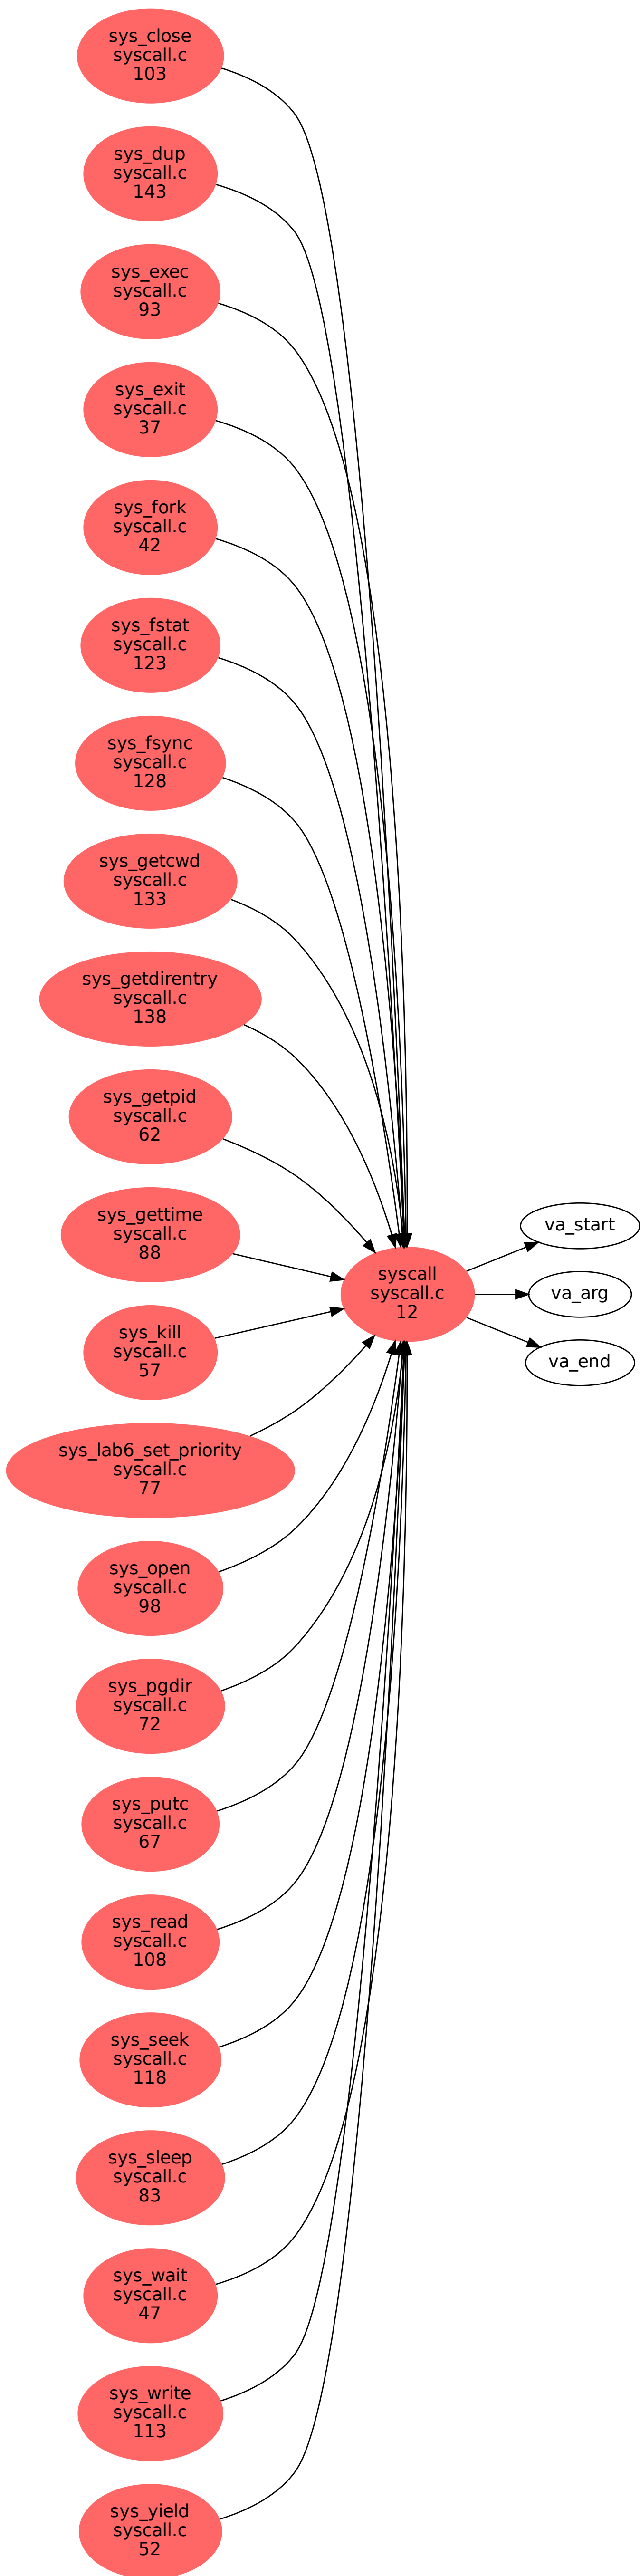 sys_close
syscall.c
103
sys_dup
syscall.c
143
sys_exec
syscall.c
93
sys_exit
syscall.c
37
sys_fork
syscall.c
42
sys_fstat
syscall.c
123
sys_fsync
syscall.c
128
sys_getcwd
syscall.c
133
sys_getdirentry
syscall.c
138
sys_getpid
syscall.c
62
sys_gettime
syscall.c
88
sys_kill
syscall.c
57
sys_lab6_set_priority
syscall.c
77
sys_open
syscall.c
98
sys_pgdir
syscall.c
72
sys_putc
syscall.c
67
sys_read
syscall.c
108
sys_seek
syscall.c
118
sys_sleep
syscall.c
83
sys_wait
syscall.c
47
sys_write
syscall.c
113
sys_yield
syscall.c
52
syscall
syscall.c
12
va_start
va_arg
va_end